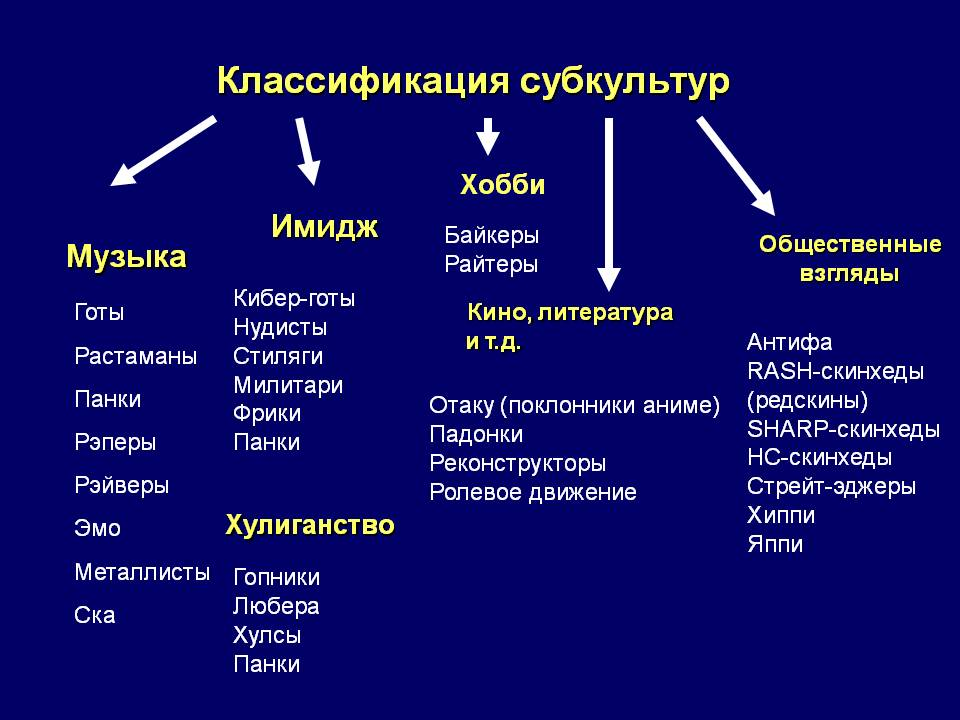 Классификация субкультур
Музыка
Готы
Растаманы
Панки
Рэперы
Рэйверы
Эмо
Металлисты
Ска
Имидж
Кибер-готы
Нудисты
Стиляги
Милитари
Фрики
Панки
Хулиганство
Гопники
Любера
Хулсы
Панки
Хобби
Байкеры
Райтеры
Кино, литература
и т.д.
Отаку (поклонники аниме)
Падонки
Реконструкторы
Ролевое движение
Общественные
взгляды
Антифа
RASH-скинхеды
(редскины)
SHARP-скинхеды
НС-скинхеды
Стрейт-эджеры
Хиппи
Яппи